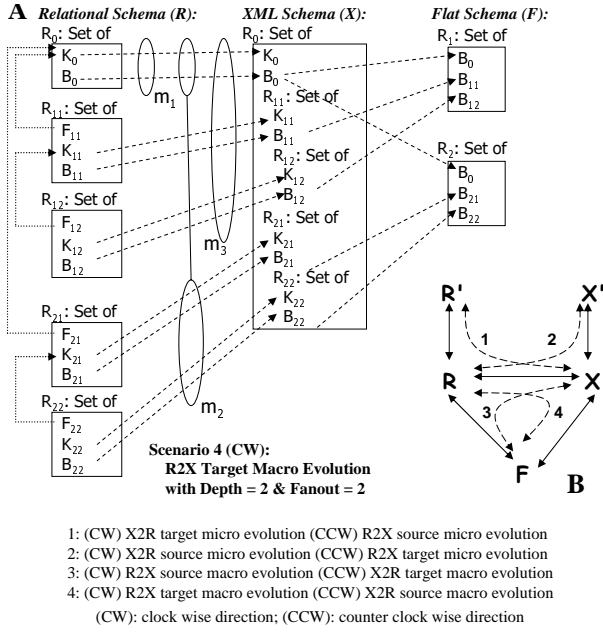 A
Relational Schema (R):
XML Schema (X):
Flat Schema (F):
R0: Set of
K0
B0
R11: Set of
F11
K11
B11
R12: Set of
F12
K12
B12
R21: Set of
F21
K21
B21
R22: Set of
F22
K22
B22
m1
m3
m2
R0: Set of
K0
B0
R11: Set of
K11
B11
R12: Set of
K12
B12
R21: Set of
K21
B21
R22: Set of
K22
B22
R1: Set of
B0
B11
B12
R2: Set of
B0
B21
B22
Scenario 4 (CW):
R2X Target Macro Evolution
with Depth = 2 & Fanout = 2
R'
X'
1
2
R
X
3
4
F
B
1: (CW) X2R target micro evolution (CCW) R2X source micro evolution
2: (CW) X2R source micro evolution (CCW) R2X target micro evolution
3: (CW) R2X source macro evolution (CCW) X2R target macro evolution
4: (CW) R2X target macro evolution (CCW) X2R source macro evolution
(CW): clock wise direction; (CCW): counter clock wise direction